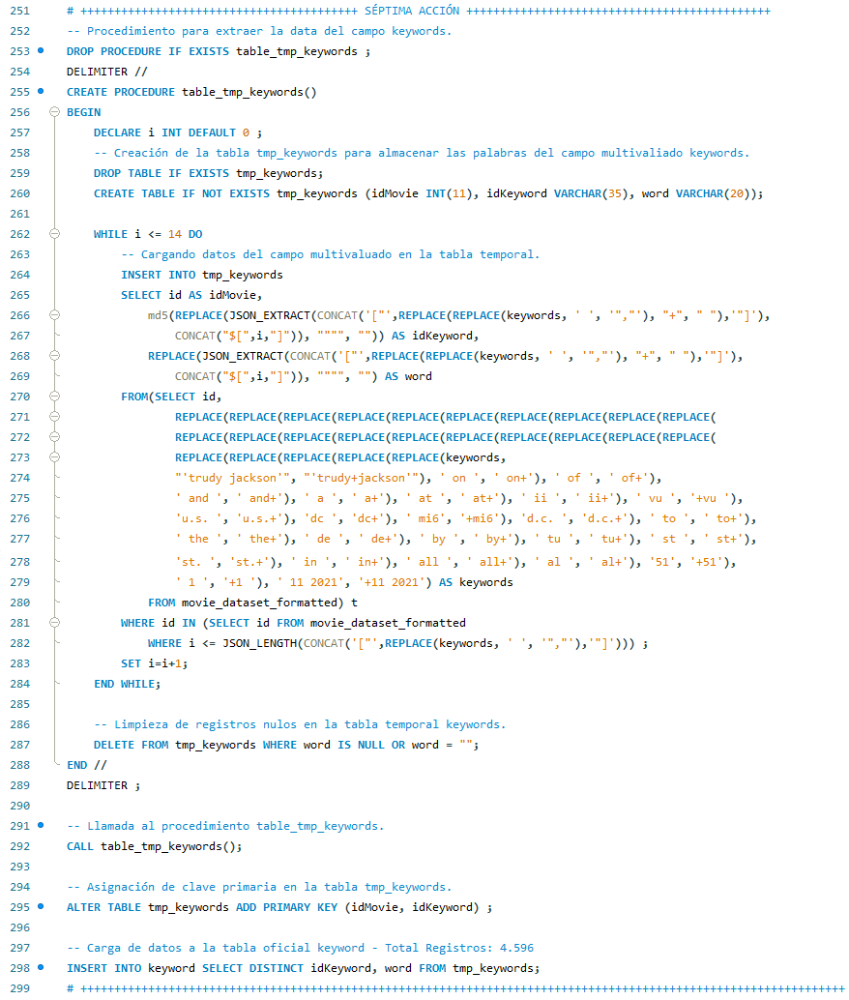 251 # +++++++++++++++++++++++++++++++++++++++++ SÉPTIMA ACCIÓN +++++++++++++++++++++++++++++++++++++++++++++
252 -- Procedimiento para extraer la data del campo keywords.
253 DROP PROCEDURE IF EXISTS table_tmp_keywords ;
254 DELIMITER //
255 CREATE PROCEDURE table_tmp_keywords()
256 BEGIN
257 DECLARE i INT DEFAULT 0 ;
258 -- Creación de la tabla tmp_keywords para almacenar las palabras del campo multivaliado keywords.
259 DROP TABLE IF EXISTS tmp_keywords;
260 CREATE TABLE IF NOT EXISTS tmp_keywords (idMovie INT(11), idKeyword VARCHAR(35), word VARCHAR(20));
261
262 WHILE i <= 14 DO
263 -- Cargando datos del campo multivaluado en la tabla temporal.
264 INSERT INTO tmp_keywords
265 SELECT id AS idMovie,
266 md5(REPLACE(JSON_EXTRACT(CONCAT('["',REPLACE(REPLACE(keywords, ' ', '","'), "+", " "),'"]'),
267 CONCAT("$[",i,"]")), """", "")) AS idKeyword,
268 REPLACE(JSON_EXTRACT(CONCAT('["',REPLACE(REPLACE(keywords, ' ', '","'), "+", " "),'"]'),
269 CONCAT("$[",i,"]")), """", "") AS word
270 FROM(SELECT id,
271 REPLACE(REPLACE(REPLACE(REPLACE(REPLACE(REPLACE(REPLACE(REPLACE(REPLACE(REPLACE(
272 REPLACE(REPLACE(REPLACE(REPLACE(REPLACE(REPLACE(REPLACE(REPLACE(REPLACE(REPLACE(
273 REPLACE(REPLACE(REPLACE(REPLACE(REPLACE(keywords,
274 "'trudy jackson'", "'trudy+jackson'"), ' on ', ' on+'), ' of ', ' of+'),
275 ' and ', ' and+'), ' a ', ' a+'), ' at ', ' at+'), ' ii ', ' ii+'), ' vu ', '+vu '),
276 'u.s. ', 'u.s.+'), 'dc ', 'dc+'), ' mi6', '+mi6'), 'd.c. ', 'd.c.+'), ' to ', ' to+'),
277 ' the ', ' the+'), ' de ', ' de+'), ' by ', ' by+'), ' tu ', ' tu+'), ' st ', ' st+'),
278 'st. ', 'st.+'), ' in ', ' in+'), ' all ', ' all+'), ' al ', ' al+'), '51', '+51'),
279 ' 1 ', '+1 '), ' 11 2021', '+11 2021') AS keywords
280 FROM movie_dataset_formatted) t
281 WHERE id IN (SELECT id FROM movie_dataset_formatted
282 WHERE i <= JSON_LENGTH(CONCAT('["',REPLACE(keywords, ' ', '","'),'"]'))) ;
283 SET i=i+1;
284 END WHILE;
285
286 -- Limpieza de registros nulos en la tabla temporal keywords.
287 DELETE FROM tmp_keywords WHERE word IS NULL OR word = "";
288 END //
289 DELIMITER ;
290
291 -- Llamada al procedimiento table_tmp_keywords.
292 CALL table_tmp_keywords();
293
294 -- Asignación de clave primaria en la tabla tmp_keywords.
295 ALTER TABLE tmp_keywords ADD PRIMARY KEY (idMovie, idKeyword) ;
296
297 -- Carga de datos a la tabla oficial keyword - Total Registros: 4.596
298 INSERT INTO keyword SELECT DISTINCT idKeyword, word FROM tmp_keywords;
299 # +++++++++++++++++++++++++++++++++++++++++++++++++++++++++++++++++++++++++++++++++++++++++++++++++++++++++++++++++